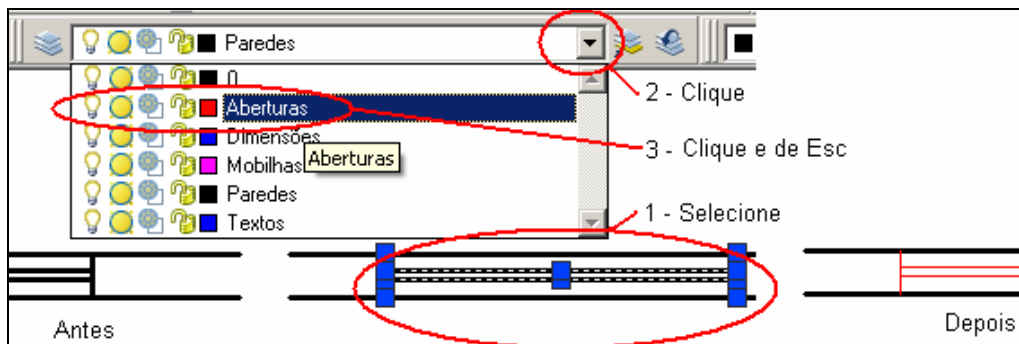 Paredes
0
2 - Clique
Aberturas
Dimensões
3 - Clique e de Esc
Aberturas
Mobilhas
Paredes
1 - Selecione
Textos
Antes
Depois